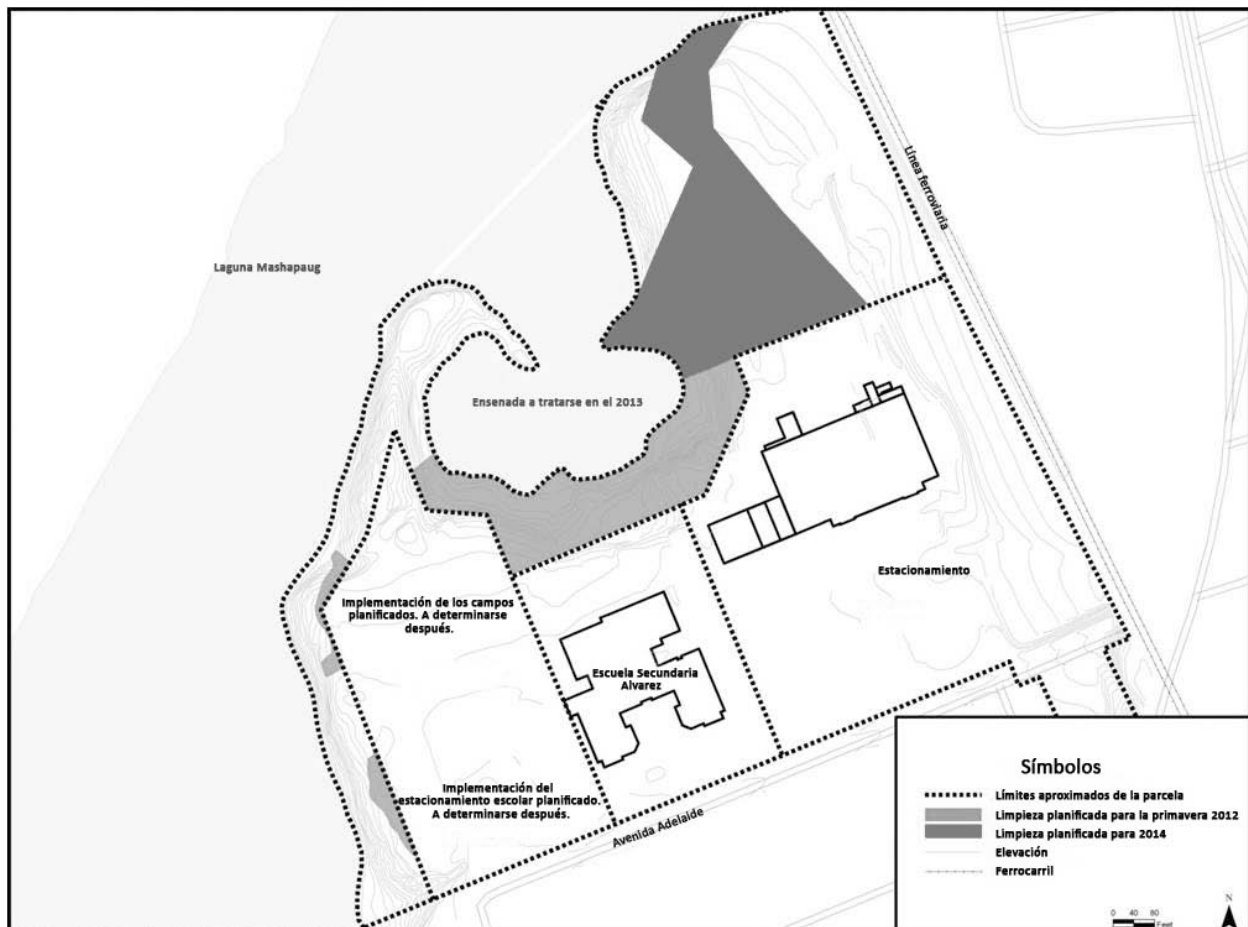 Línea ferroviaria
Laguna Mashapaug
Ensenada a tratarse en el 2013
Estacionamiento
Implementación de los campos
planificados. A determinarse
después.
Escuela Secundaria
Alvarez
Implementación del
estacionamiento escolar planificado.
A determinarse después.
Avenida Adelaide
Símbolos
Límites aproximados de la parcela
Limpieza planificada para la primavera 2012
Limpieza planificada para 2014
Elevación
Ferrocarril
0 40 80
Feet
N